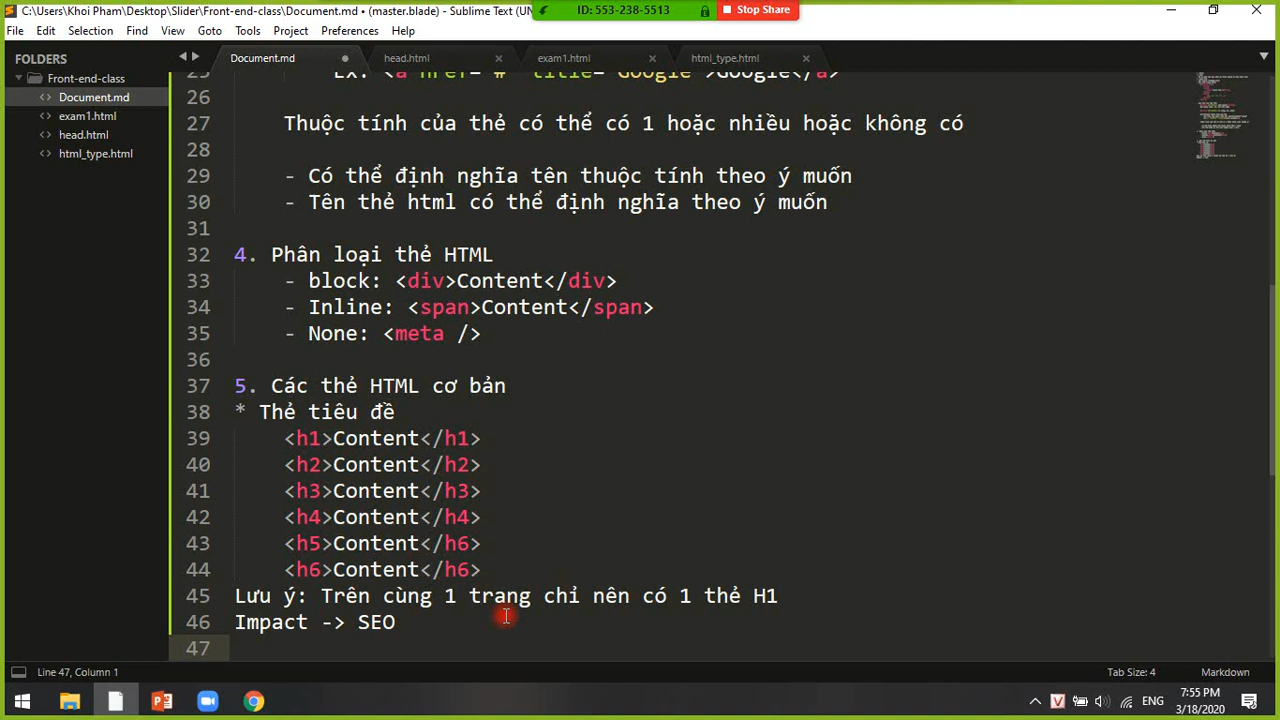 C:\Users\Khoi Pham\Desktop\Slider\Front-end-class\Document.md • (master.blade) - Sublime Text (UN
ID: 553-238-5513
Stop Share
File Edit Selection Find View Goto Tools Project Preferences Help
FOLDERS
Front-end-class
Document.md
exam1.html
head.html
html_type.html
Document.md head.html exam1.html html_type.html
25 EX: <a href="#" title="Google">Google</a>
26
27 Thuộc tính của thẻ có thể có 1 hoặc nhiều hoặc không có
28
29 - Có thể định nghĩa tên thuộc tính theo ý muốn
30 - Tên thẻ html có thể định nghĩa theo ý muốn
31
32 4. Phân loại thẻ HTML
33 - block: <div>Content</div>
34 - Inline: <span>Content</span>
35 - None: <meta />
36
37 5. Các thẻ HTML cơ bản
38 * Thẻ tiêu đề
39 <h1>Content</h1>
40 <h2>Content</h2>
41 <h3>Content</h3>
42 <h4>Content</h4>
43 <h5>Content</h6>
44 <h6>Content</h6>
45 Lưu ý: Trên cùng 1 trang chỉ nên có 1 thẻ H1
46 Impact -> SEO
47
Line 47, Column 1
Tab Size: 4
Markdown
ENG
7:55 PM
3/18/2020